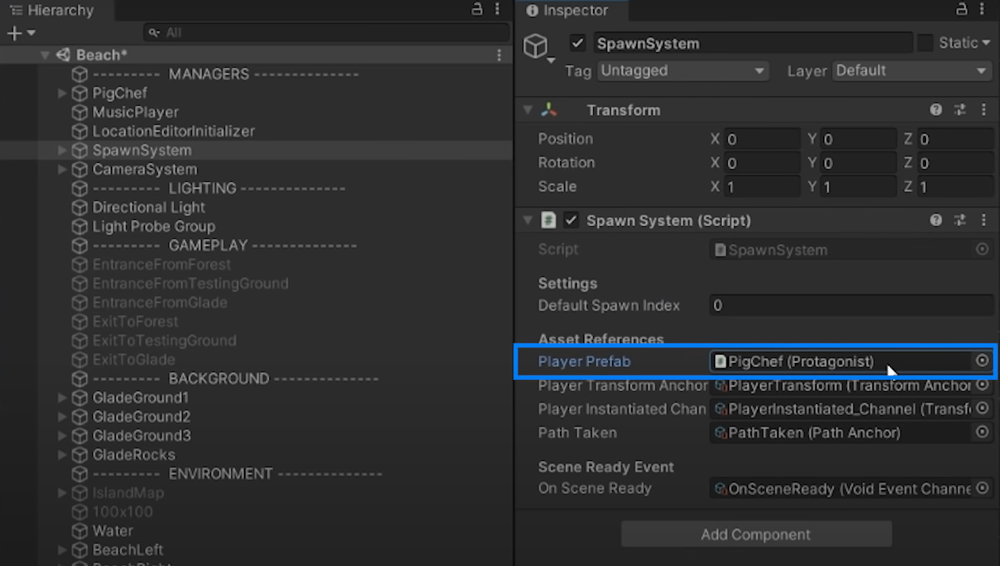 Hierarchy
All
Beach*
--------- MANAGERS --------------
PigChef
MusicPlayer
LocationEditorInitializer
SpawnSystem
CameraSystem
--------- LIGHTING --------------
Directional Light
Light Probe Group
--------- GAMEPLAY --------------
EntranceFromForest
EntranceFromTestingGround
EntranceFromGlade
ExitToForest
ExitToTestingGround
ExitToGlade
--------- BACKGROUND --------------
GladeGround1
GladeGround2
GladeGround3
GladeRocks
--------- ENVIRONMENT --------------
IslandMap
100x100
Water
BeachLeft
BeachRight
Inspector
SpawnSystem Static
Tag Untagged Layer Default
Transform
Position X 0 Y 0 Z 0
Rotation X 0 Y 0 Z 0
Scale X 1 Y 1 Z 1
# Spawn System (Script)
Script SpawnSystem
Settings
Default Spawn Index 0
Asset References
Player Prefab PigChef (Protagonist)
Player Transform Anchor PlayerTransform (Transform Anchor
Player Instantiated Chan PlayerInstantiated_Channel (Transf
Path Taken PathTaken (Path Anchor)
Scene Ready Event
On Scene Ready OnSceneReady (Void Event Channe
Add Component